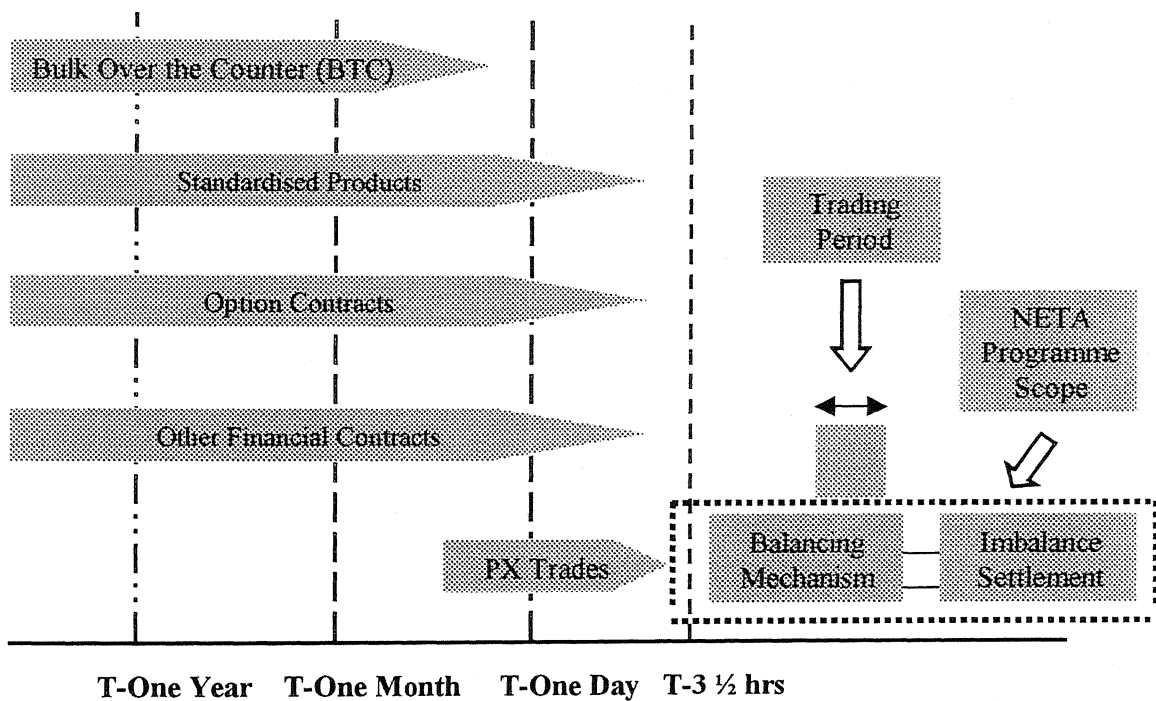 Bulk Over the Counter (BTC)
Standardised Products
Trading
Period
Option Contracts
NETA
Programme
Scope
Other Financial Contracts
PX Trades
Balancing
Mechanism
Imbalance
Settlement
T-One Year
T-One Month
T-One Day
T-3 ½ hrs